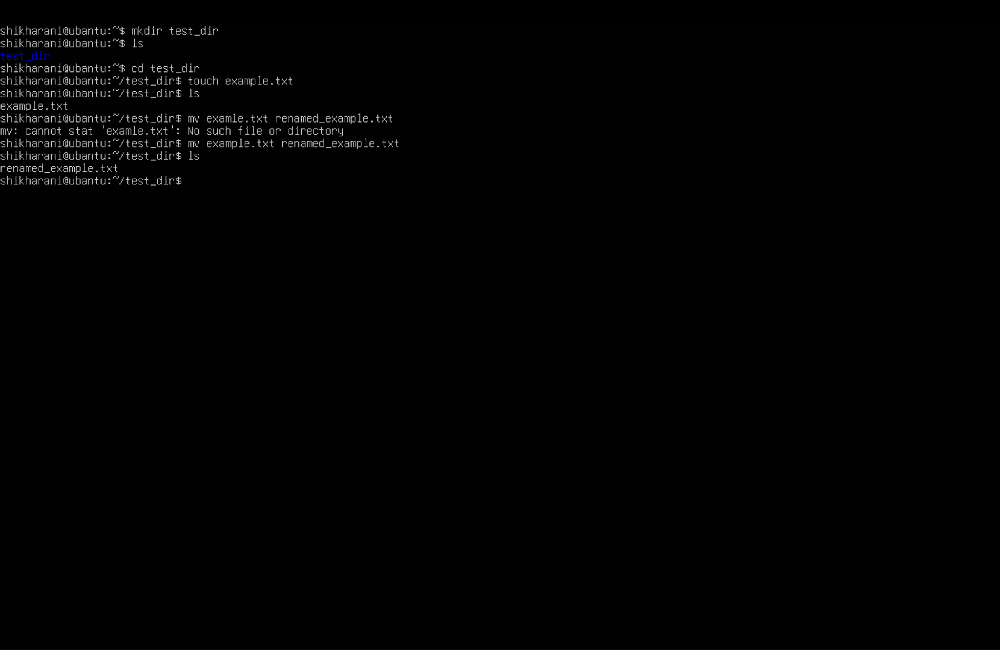 shikharani@ubantu:~$ mkdir test_dir
shikharani@ubantu:~$ ls
test_dir
shikharani@ubantu:~$ cd test_dir
shikharani@ubantu:~/test_dir$ touch example.txt
shikharani@ubantu:~/test_dir$ ls
example.txt
shikharani@ubantu:~/test_dir$ mv examle.txt renamed_example.txt
mv: cannot stat 'examle.txt': No such file or directory
shikharani@ubantu:~/test_dir$ mv example.txt renamed_example.txt
shikharani@ubantu:~/test_dir$ ls
renamed_example.txt
shikharani@ubantu:~/test_dir$